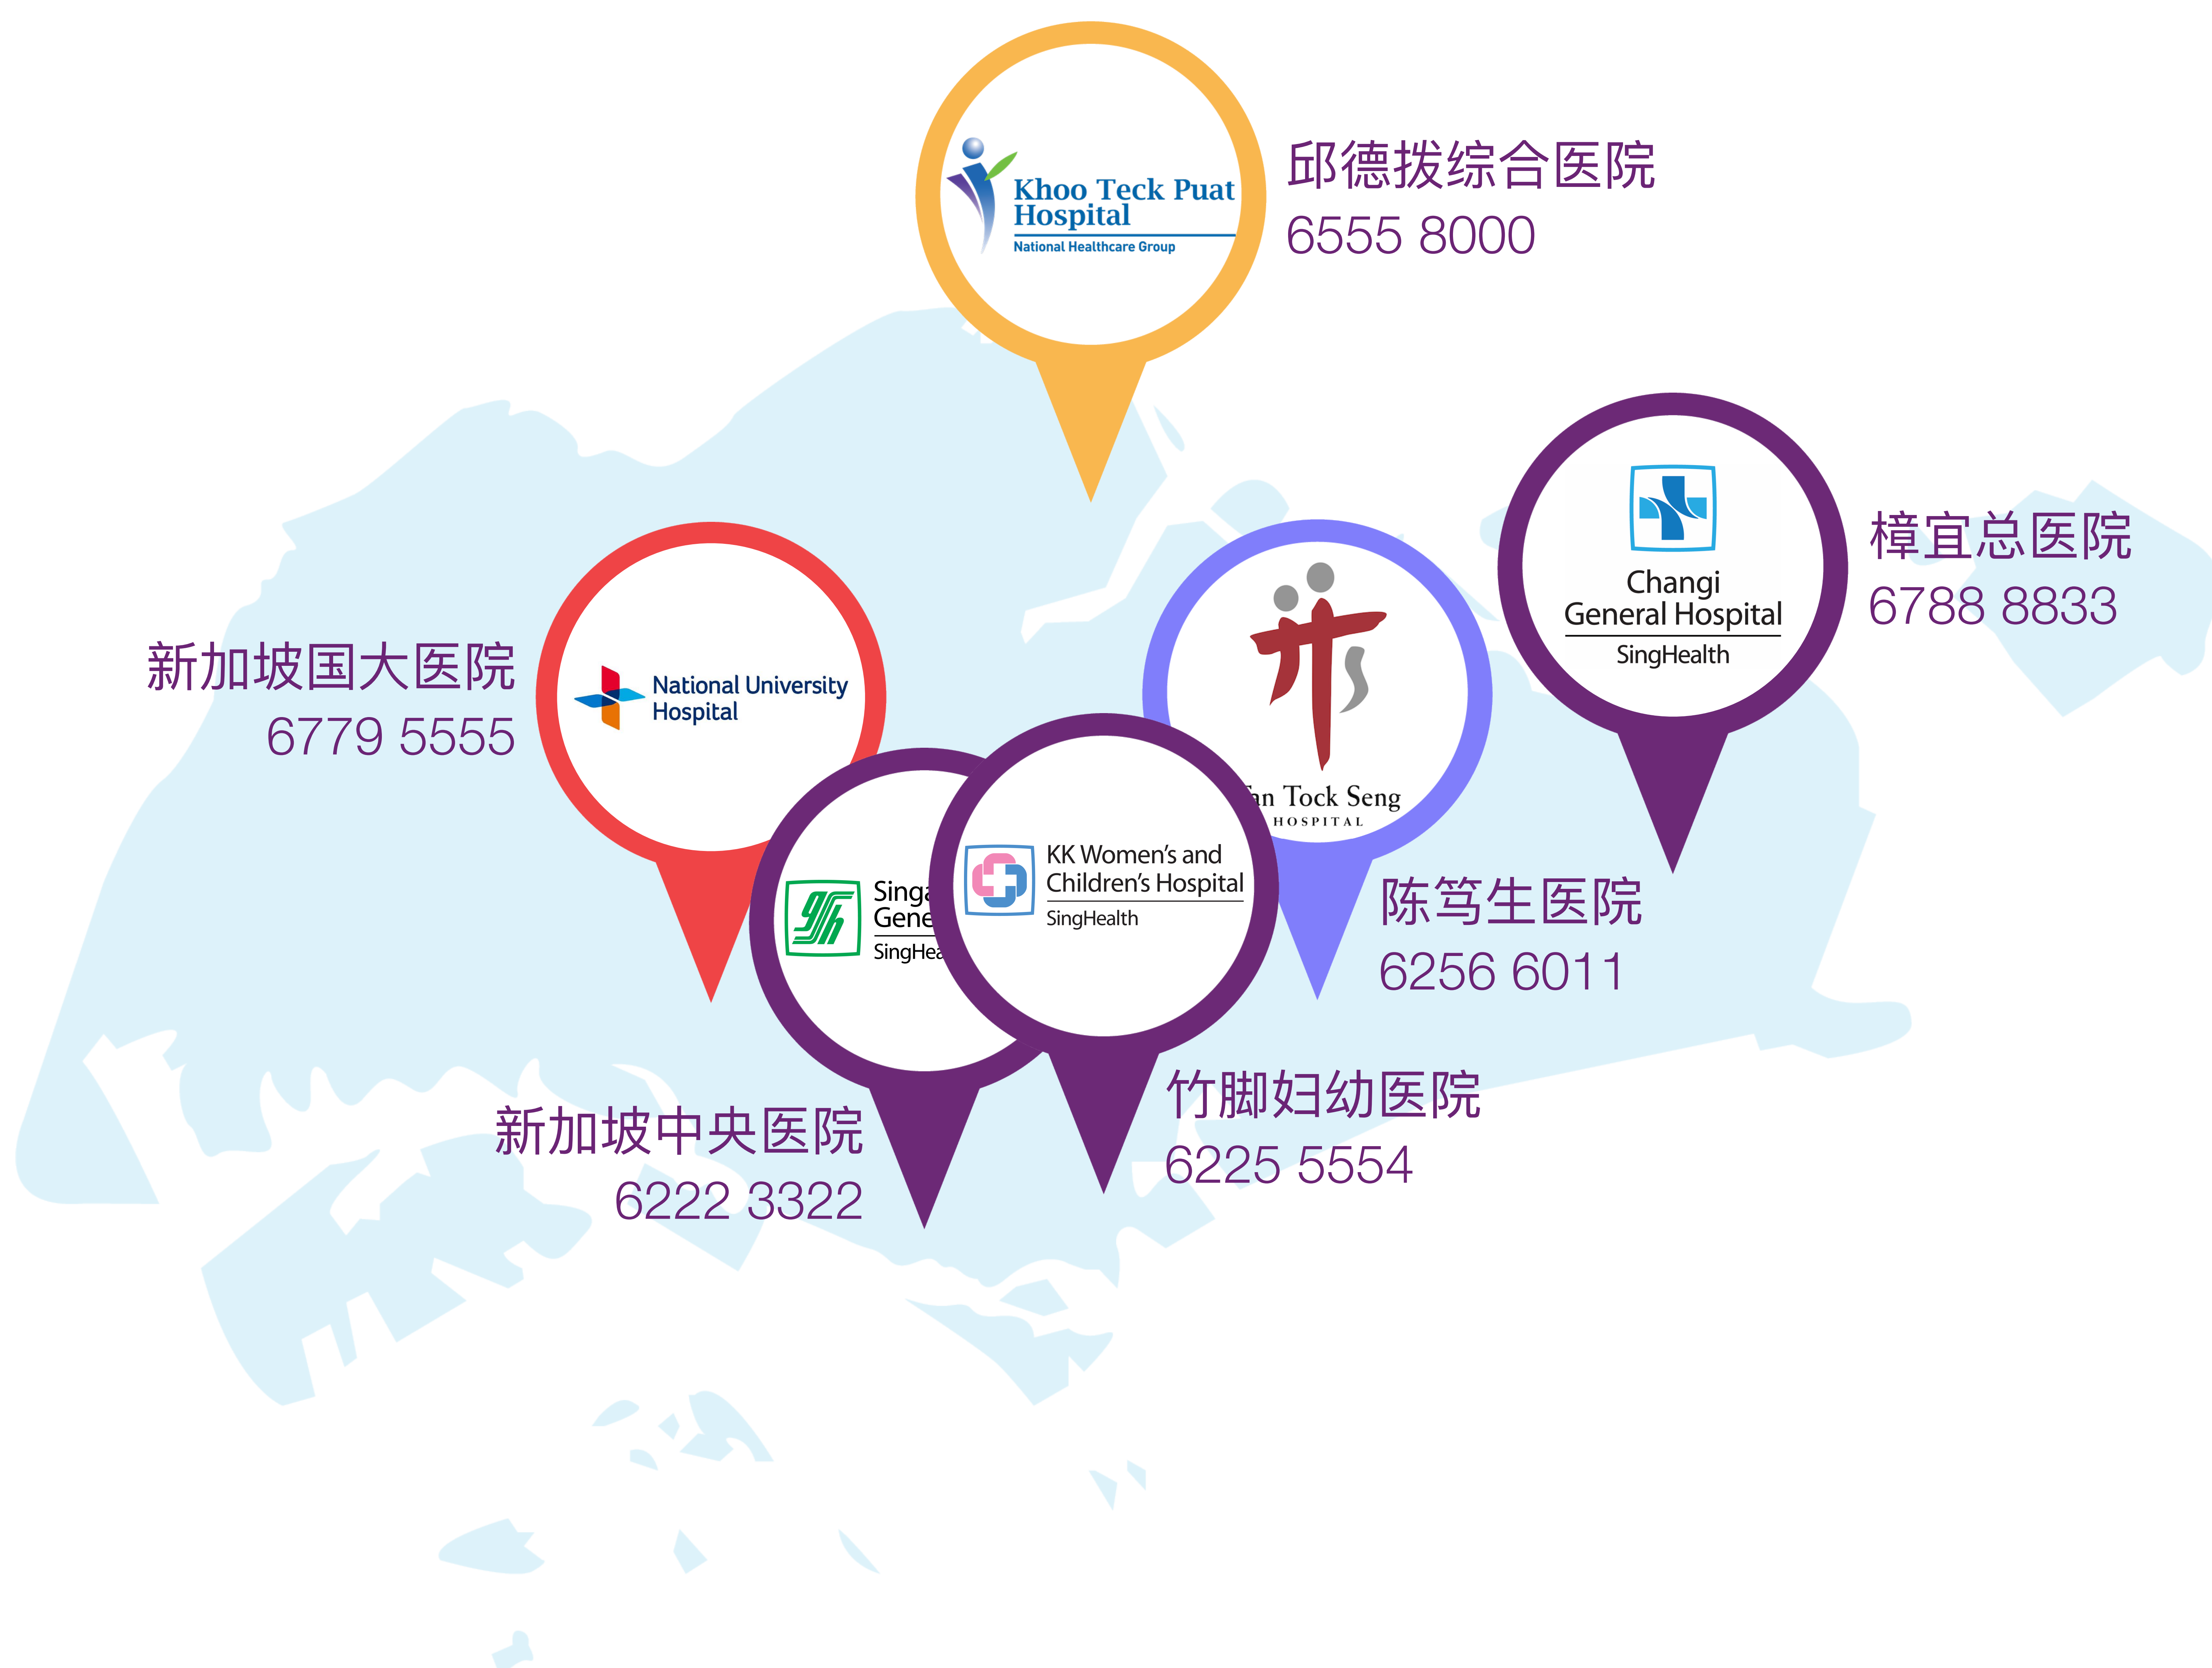 Khoo Teck Puat
Hospital
National Healthcare Group
邱德拨综合医院
6555 8000
Changi
General Hospital
SingHealth
樟宜总医院
6788 8833
新加坡国大医院
6779 5555
National University
Hospital
Tock Seng
HOSPITAL
陈笃生医院
6256 6011
KK Women's and
Children's Hospital
SingHealth
竹脚妇幼医院
6225 5554
新加坡中央医院
6222 3322